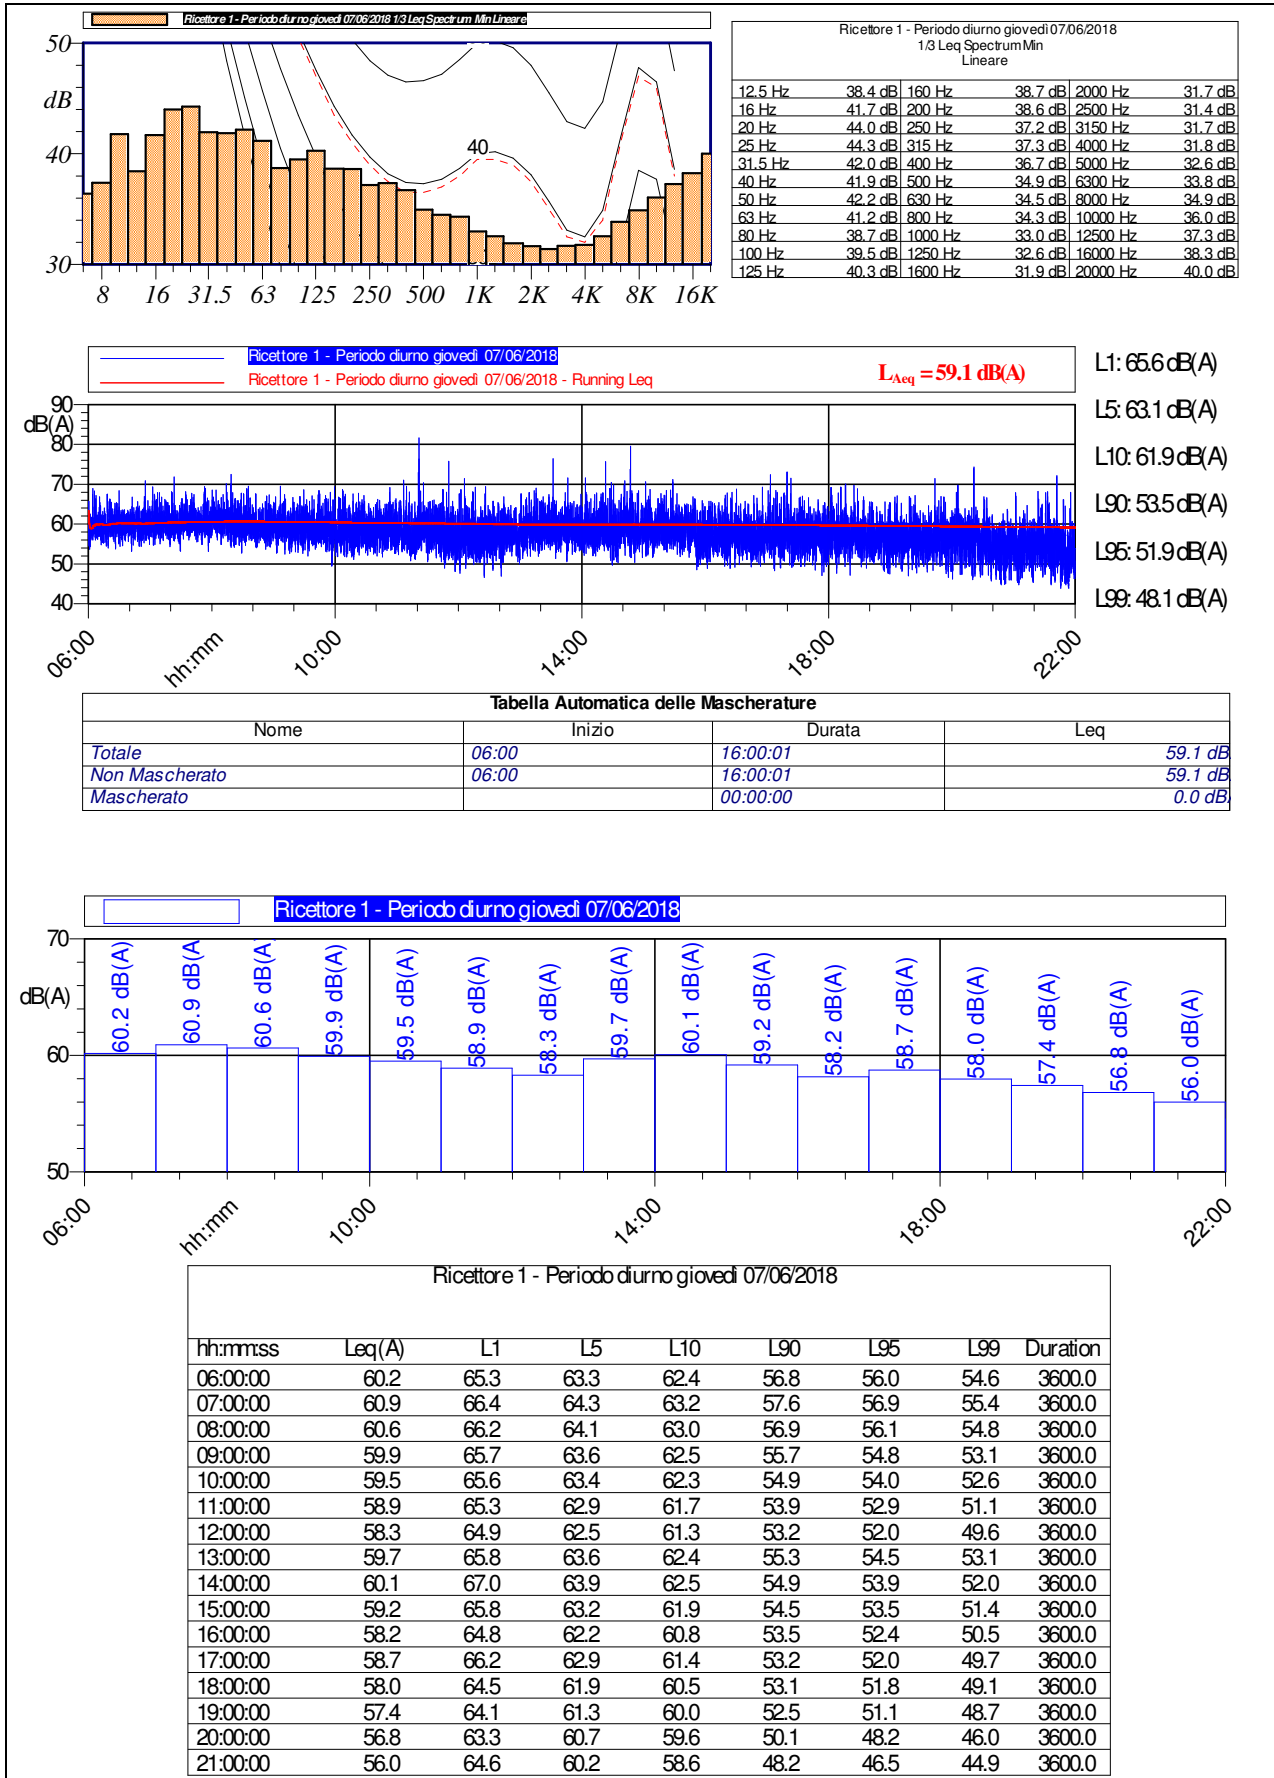 Ricettore 1 - Periodo diurno giovedì 07/06/2018 1/3 Leq Spectrum Min Lineare
50
dB
40
30
40
8 16 31.5 63 125 250 500 1K 2K 4K 8K 16K
Ricettore 1 - Periodo diurno giovedì 07/06/2018
1/3 Leq Spectrum Min
Lineare
12.5 Hz 38.4 dB 160 Hz 38.7 dB 2000 Hz 31.7 dB
16 Hz 41.7 dB 200 Hz 38.6 dB 2500 Hz 31.4 dB
20 Hz 44.0 dB 250 Hz 37.2 dB 3150 Hz 31.7 dB
25 Hz 44.3 dB 315 Hz 37.3 dB 4000 Hz 31.8 dB
31.5 Hz 42.0 dB 400 Hz 36.7 dB 5000 Hz 32.6 dB
40 Hz 41.9 dB 500 Hz 34.9 dB 6300 Hz 33.8 dB
50 Hz 42.2 dB 630 Hz 34.5 dB 8000 Hz 34.9 dB
63 Hz 41.2 dB 800 Hz 34.3 dB 10000 Hz 36.0 dB
80 Hz 38.7 dB 1000 Hz 33.0 dB 12500 Hz 37.3 dB
100 Hz 39.5 dB 1250 Hz 32.6 dB 16000 Hz 38.3 dB
125 Hz 40.3 dB 1600 Hz 31.9 dB 20000 Hz 40.0 dB
Ricettore 1 - Periodo diurno giovedì 07/06/2018
Ricettore 1 - Periodo diurno giovedì 07/06/2018 - Running Leq
LAeq = 59.1 dB(A)
L1: 65.6 dB(A)
L5: 63.1 dB(A)
L10: 61.9 dB(A)
L90: 53.5 dB(A)
L95: 51.9 dB(A)
L99: 48.1 dB(A)
90
dB(A)
80
70
60
50
40
06:00 hh:mm 10:00 14:00 18:00 22:00
Tabella Automatica delle Mascherature
Nome Inizio Durata Leq
Totale 06:00 16:00:01 59.1 dB
Non Mascherato 06:00 16:00:01 59.1 dB
Mascherato 00:00:00 0.0 dB
Ricettore 1 - Periodo diurno giovedì 07/06/2018
70
dB(A)
60
50
60.2 dB(A) 60.9 dB(A 60.6 dB(A) 59.9 dB(A) 59.5 dB(A) 58.9 dB(A) 58.3 dB(A) 59.7 dB(A) 60.1 dB(A) 59.2 dB(A) 58.2 dB(A) 58.7 dB(A) 58.0 dB(A) 57.4 dB(A) 56.8 dB(A) 56.0 dB(A)
06:00 hh:mm 10:00 14:00 18:00 22:00
Ricettore 1 - Periodo diurno giovedì 07/06/2018
hh:mm:ss Leq(A) L1 L5 L10 L90 L95 L99 Duration
06:00:00 60.2 65.3 63.3 62.4 56.8 56.0 54.6 3600.0
07:00:00 60.9 66.4 64.3 63.2 57.6 56.9 55.4 3600.0
08:00:00 60.6 66.2 64.1 63.0 56.9 56.1 54.8 3600.0
09:00:00 59.9 65.7 63.6 62.5 55.7 54.8 53.1 3600.0
10:00:00 59.5 65.6 63.4 62.3 54.9 54.0 52.6 3600.0
11:00:00 58.9 65.3 62.9 61.7 53.9 52.9 51.1 3600.0
12:00:00 58.3 64.9 62.5 61.3 53.2 52.0 49.6 3600.0
13:00:00 59.7 65.8 63.6 62.4 55.3 54.5 53.1 3600.0
14:00:00 60.1 67.0 63.9 62.5 54.9 53.9 52.0 3600.0
15:00:00 59.2 65.8 63.2 61.9 54.5 53.5 51.4 3600.0
16:00:00 58.2 64.8 62.2 60.8 53.5 52.4 50.5 3600.0
17:00:00 58.7 66.2 62.9 61.4 53.2 52.0 49.7 3600.0
18:00:00 58.0 64.5 61.9 60.5 53.1 51.8 49.1 3600.0
19:00:00 57.4 64.1 61.3 60.0 52.5 51.1 48.7 3600.0
20:00:00 56.8 63.3 60.7 59.6 50.1 48.2 46.0 3600.0
21:00:00 56.0 64.6 60.2 58.6 48.2 46.5 44.9 3600.0